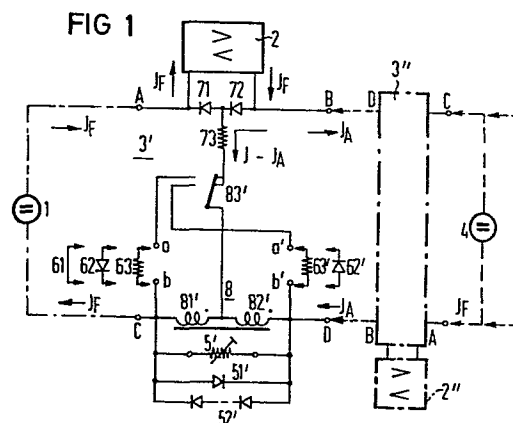 FIG 1
2
3"
JF
71
72
JF
A
B
D
C
JF
3'
73
J - JA
JA
83'
1
4
a
a'
61
62
63
63'
62'
b
b'
8
JA
JF
JF
81'
82'
C
D
B
A
5'
51'
52'
2"